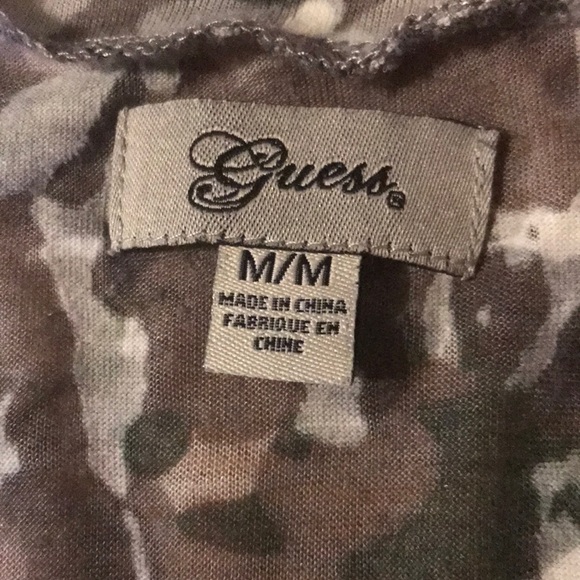 Guess®
M/M
MADE IN CHINA
FABRIQUE EN
CHINE